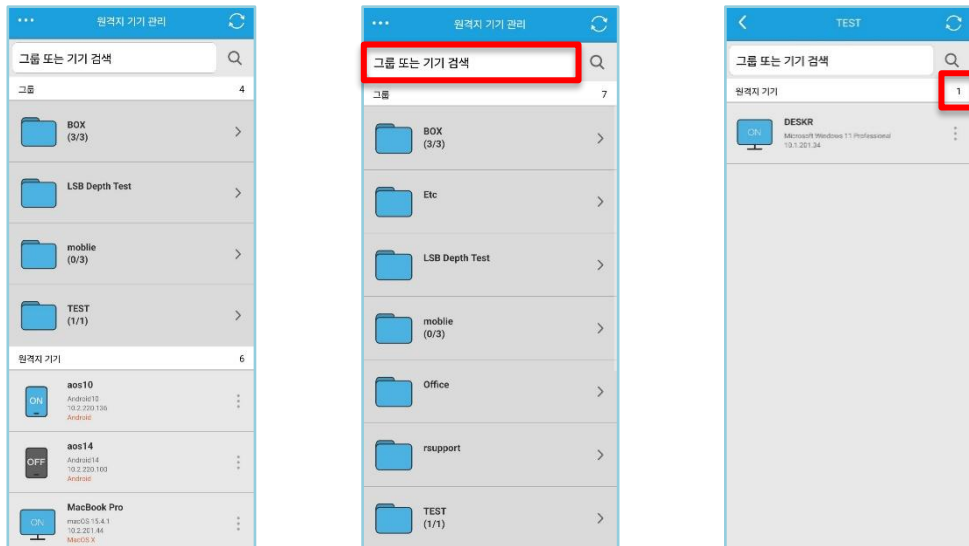 원격지 기기 관리
그룹 또는 기기 검색
그룹 4
BOX
(3/3)
LSB Depth Test
moblie
(0/3)
TEST
(1/1)
원격지 기기 6
ON
aos10
Android10
10.2.220.136
Android
OFF
aos14
Android14
10.2.220.100
Android
ON
MacBook Pro
macOS 15.4.1
10.2.201.44
MacOS X
원격지 기기 관리
그룹 또는 기기 검색
그룹 7
BOX
(3/3)
Etc
LSB Depth Test
moblie
(0/3)
Office
rsupport
TEST
(1/1)
TEST
그룹 또는 기기 검색
원격지 기기 1
ON
DESKR
Microsoft Windows 11 Professional
10.1.201.34